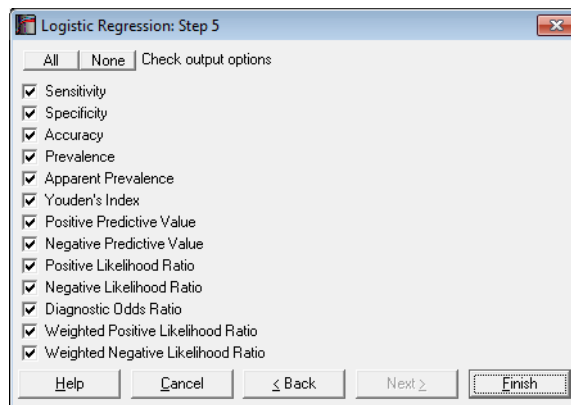 Logistic Regression: Step 5
All None Check output options
Sensitivity
Specificity
Accuracy
Prevalence
Apparent Prevalence
Youden's Index
Positive Predictive Value
Negative Predictive Value
Positive Likelihood Ratio
Negative Likelihood Ratio
Diagnostic Odds Ratio
Weighted Positive Likelihood Ratio
Weighted Negative Likelihood Ratio
Help Cancel < Back Next > Finish